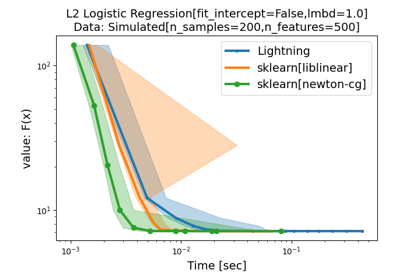 L2 Logistic Regression[fit_intercept=False,lmbd=1.0]
Data: Simulated[n_samples=200,n_features=500]
Lightning
sklearn[liblinear]
sklearn[newton-cg]
value: F(x)
10²
10¹
10⁻³
10⁻²
10⁻¹
Time [sec]